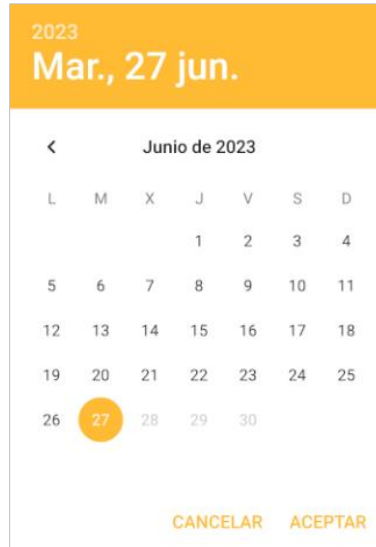 2023
Mar., 27 jun.
Junio de 2023
L M X J V S D
1 2 3 4
5 6 7 8 9 10 11
12 13 14 15 16 17 18
19 20 21 22 23 24 25
26 27 28 29 30
CANCELAR ACEPTAR